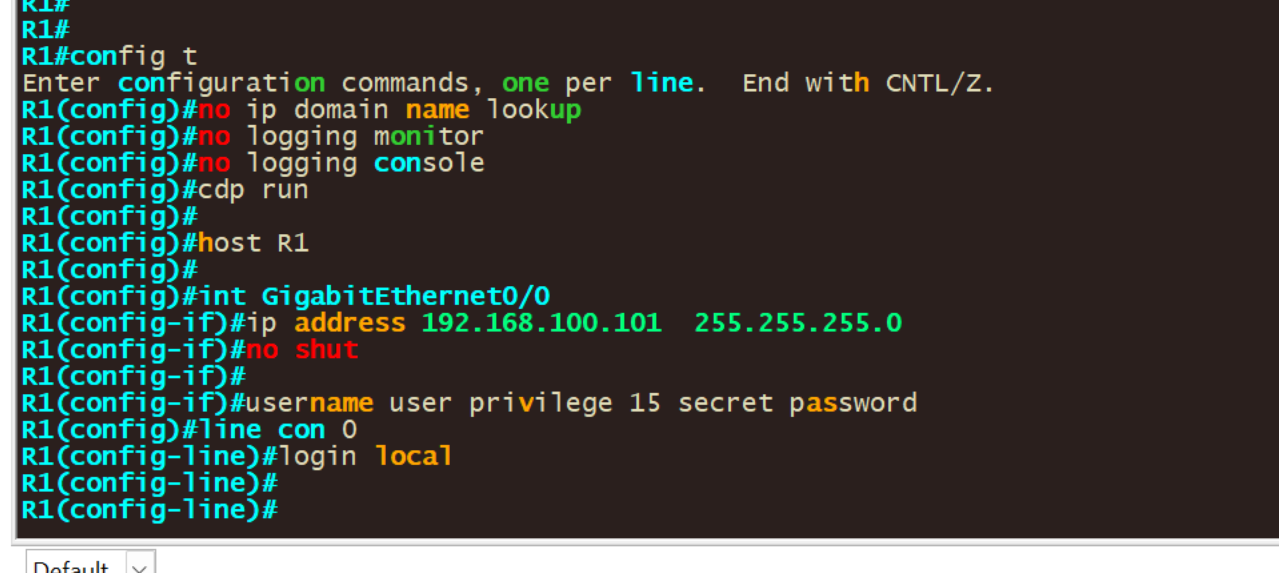 R1#
R1#
R1#config t
Enter configuration commands, one per line.  End with CNTL/Z.
R1(config)#no ip domain name lookup
R1(config)#no logging monitor
R1(config)#no logging console
R1(config)#cdp run
R1(config)#
R1(config)#host R1
R1(config)#
R1(config)#int GigabitEthernet0/0
R1(config-if)#ip address 192.168.100.101  255.255.255.0
R1(config-if)#no shut
R1(config-if)#
R1(config-if)#username user privilege 15 secret password
R1(config)#line con 0
R1(config-line)#login local
R1(config-line)#
R1(config-line)#
Default